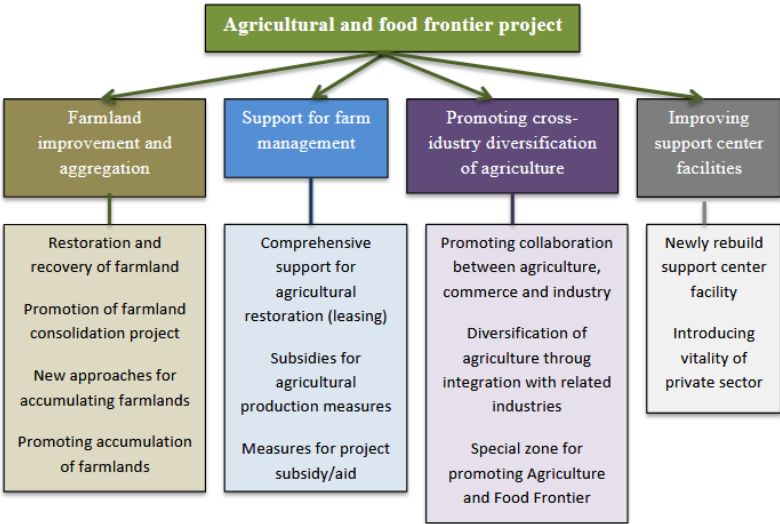 Agricultural and food frontier project
Farmland
improvement and
aggregation
Support for farm
management
Promoting cross-
idustry diversification
of agriculture
Improving
support center
facilities
Restoration and
recovery of farmland
Promotion of farmland
consolidation project
New approaches for
accumulating farmlands
Promoting accumulation
of farmlands
Comprehensive
support for
agricultural
restoration (leasing)
Subsidies for
agricultural
production measures
Measures for project
subsidy/aid
Promoting collaboration
between agriculture,
commerce and industry
Diversification of
agriculture throug
integration with related
industries
Special zone for
promoting Agriculture
and Food Frontier
Newly rebuild
support center
facility
Introducing
vitality of
private sector